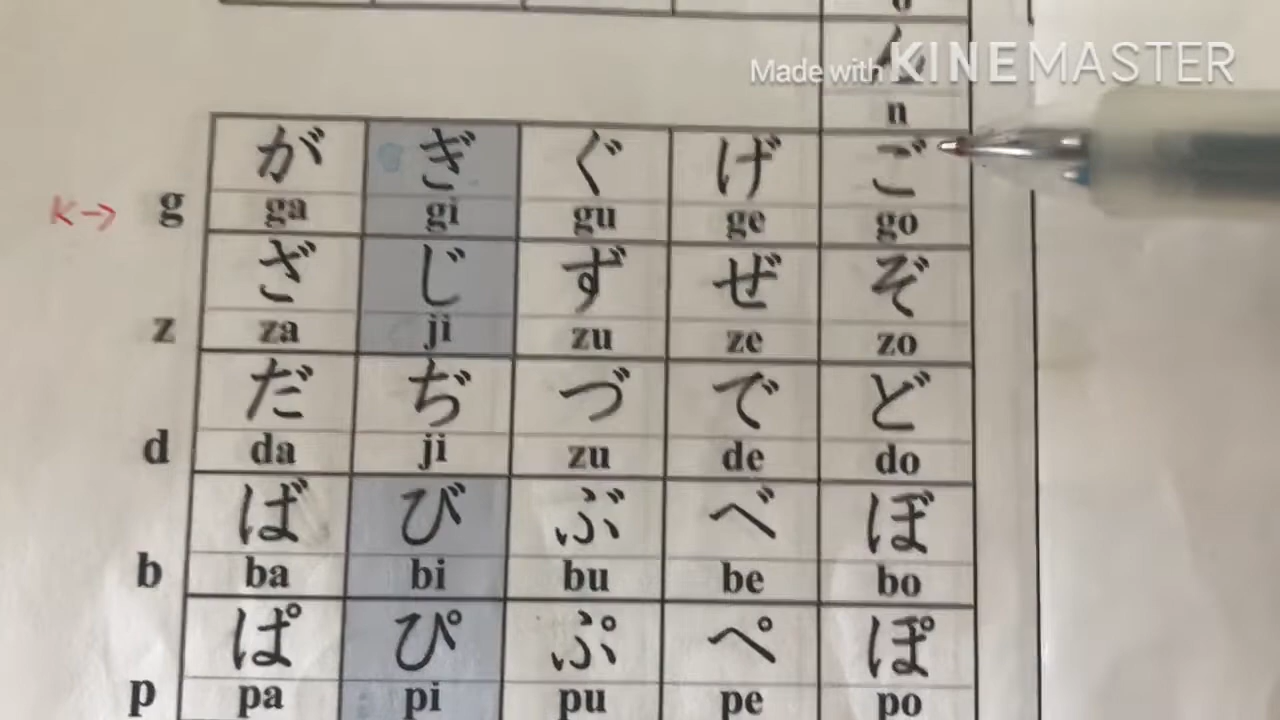 ん
Made with KINEMASTER
n
が ぎ ぐ げ ご
K→ g ga gi gu ge go
ざ じ ず ぜ ぞ
z za ji zu ze zo
だ ぢ づ で ど
d da ji zu de do
ば び ぶ べ ぼ
b ba bi bu be bo
ぱ ぴ ぷ ぺ ぽ
p pa pi pu pe po